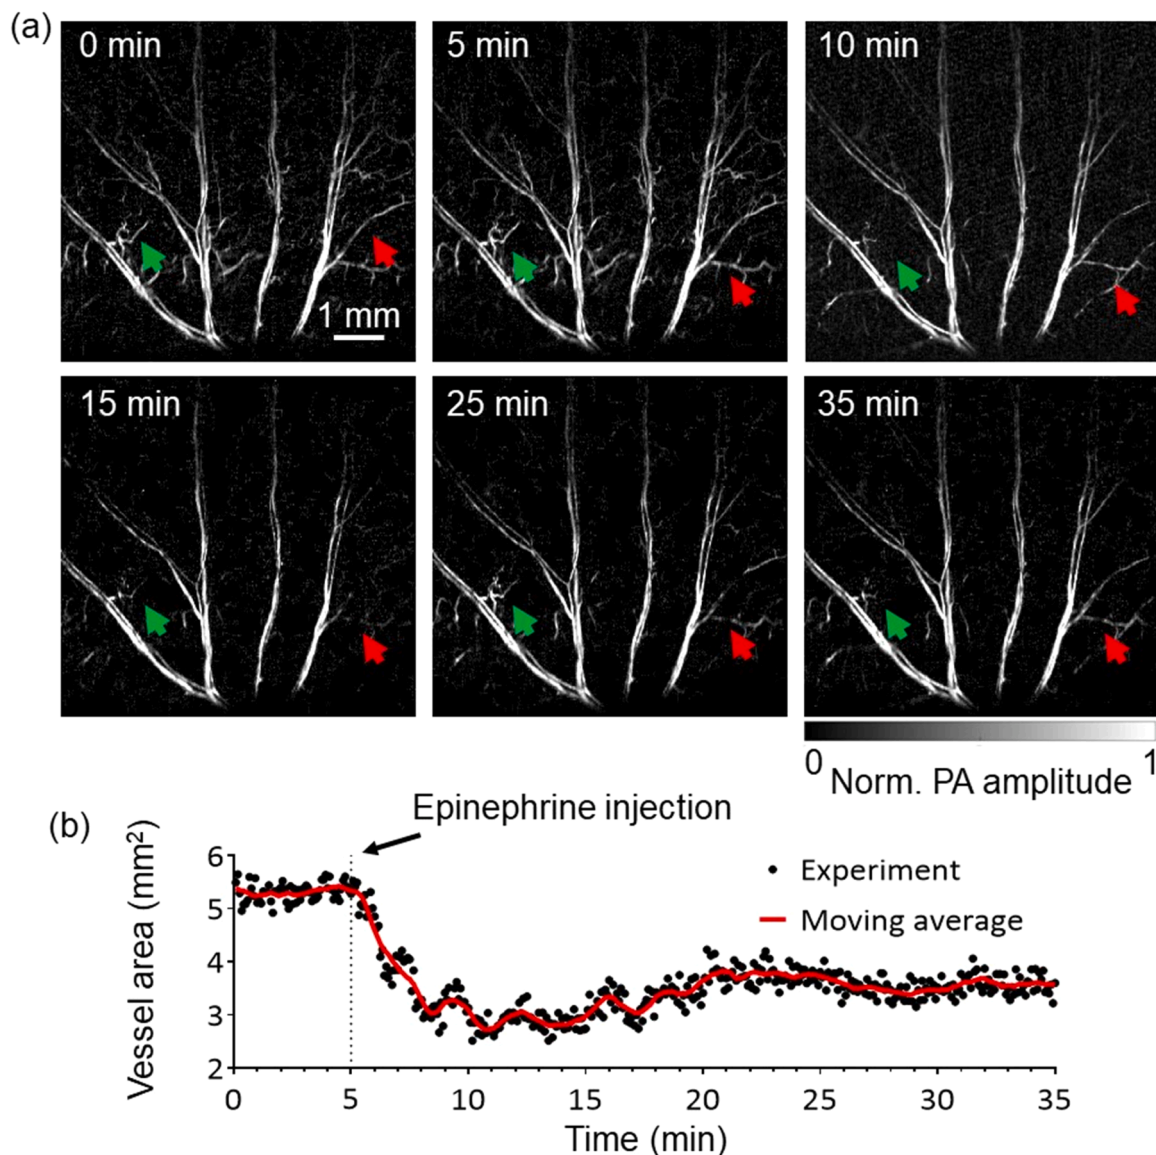 (a)
0 min
5 min
10 min
1 mm
15 min
25 min
35 min
0
1
Norm. PA amplitude
(b)
Epinephrine injection
Vessel area (mm²)
6
5
4
3
2
Experiment
Moving average
0 5 10 15 20 25 30 35
Time (min)